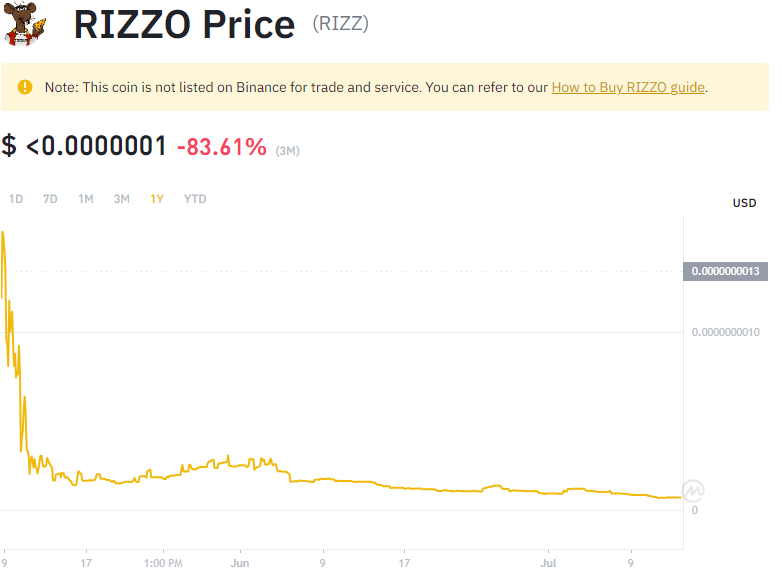 RIZZO Price (RIZZ)
Note: This coin is not listed on Binance for trade and service. You can refer to our How to Buy RIZZO guide.
$ <0.0000001 -83.61% (3M)
1D 7D 1M 3M 1Y YTD
USD
0.0000000013
0.0000000010
0
9 17 1:00 PM Jun 9 17 Jul 9